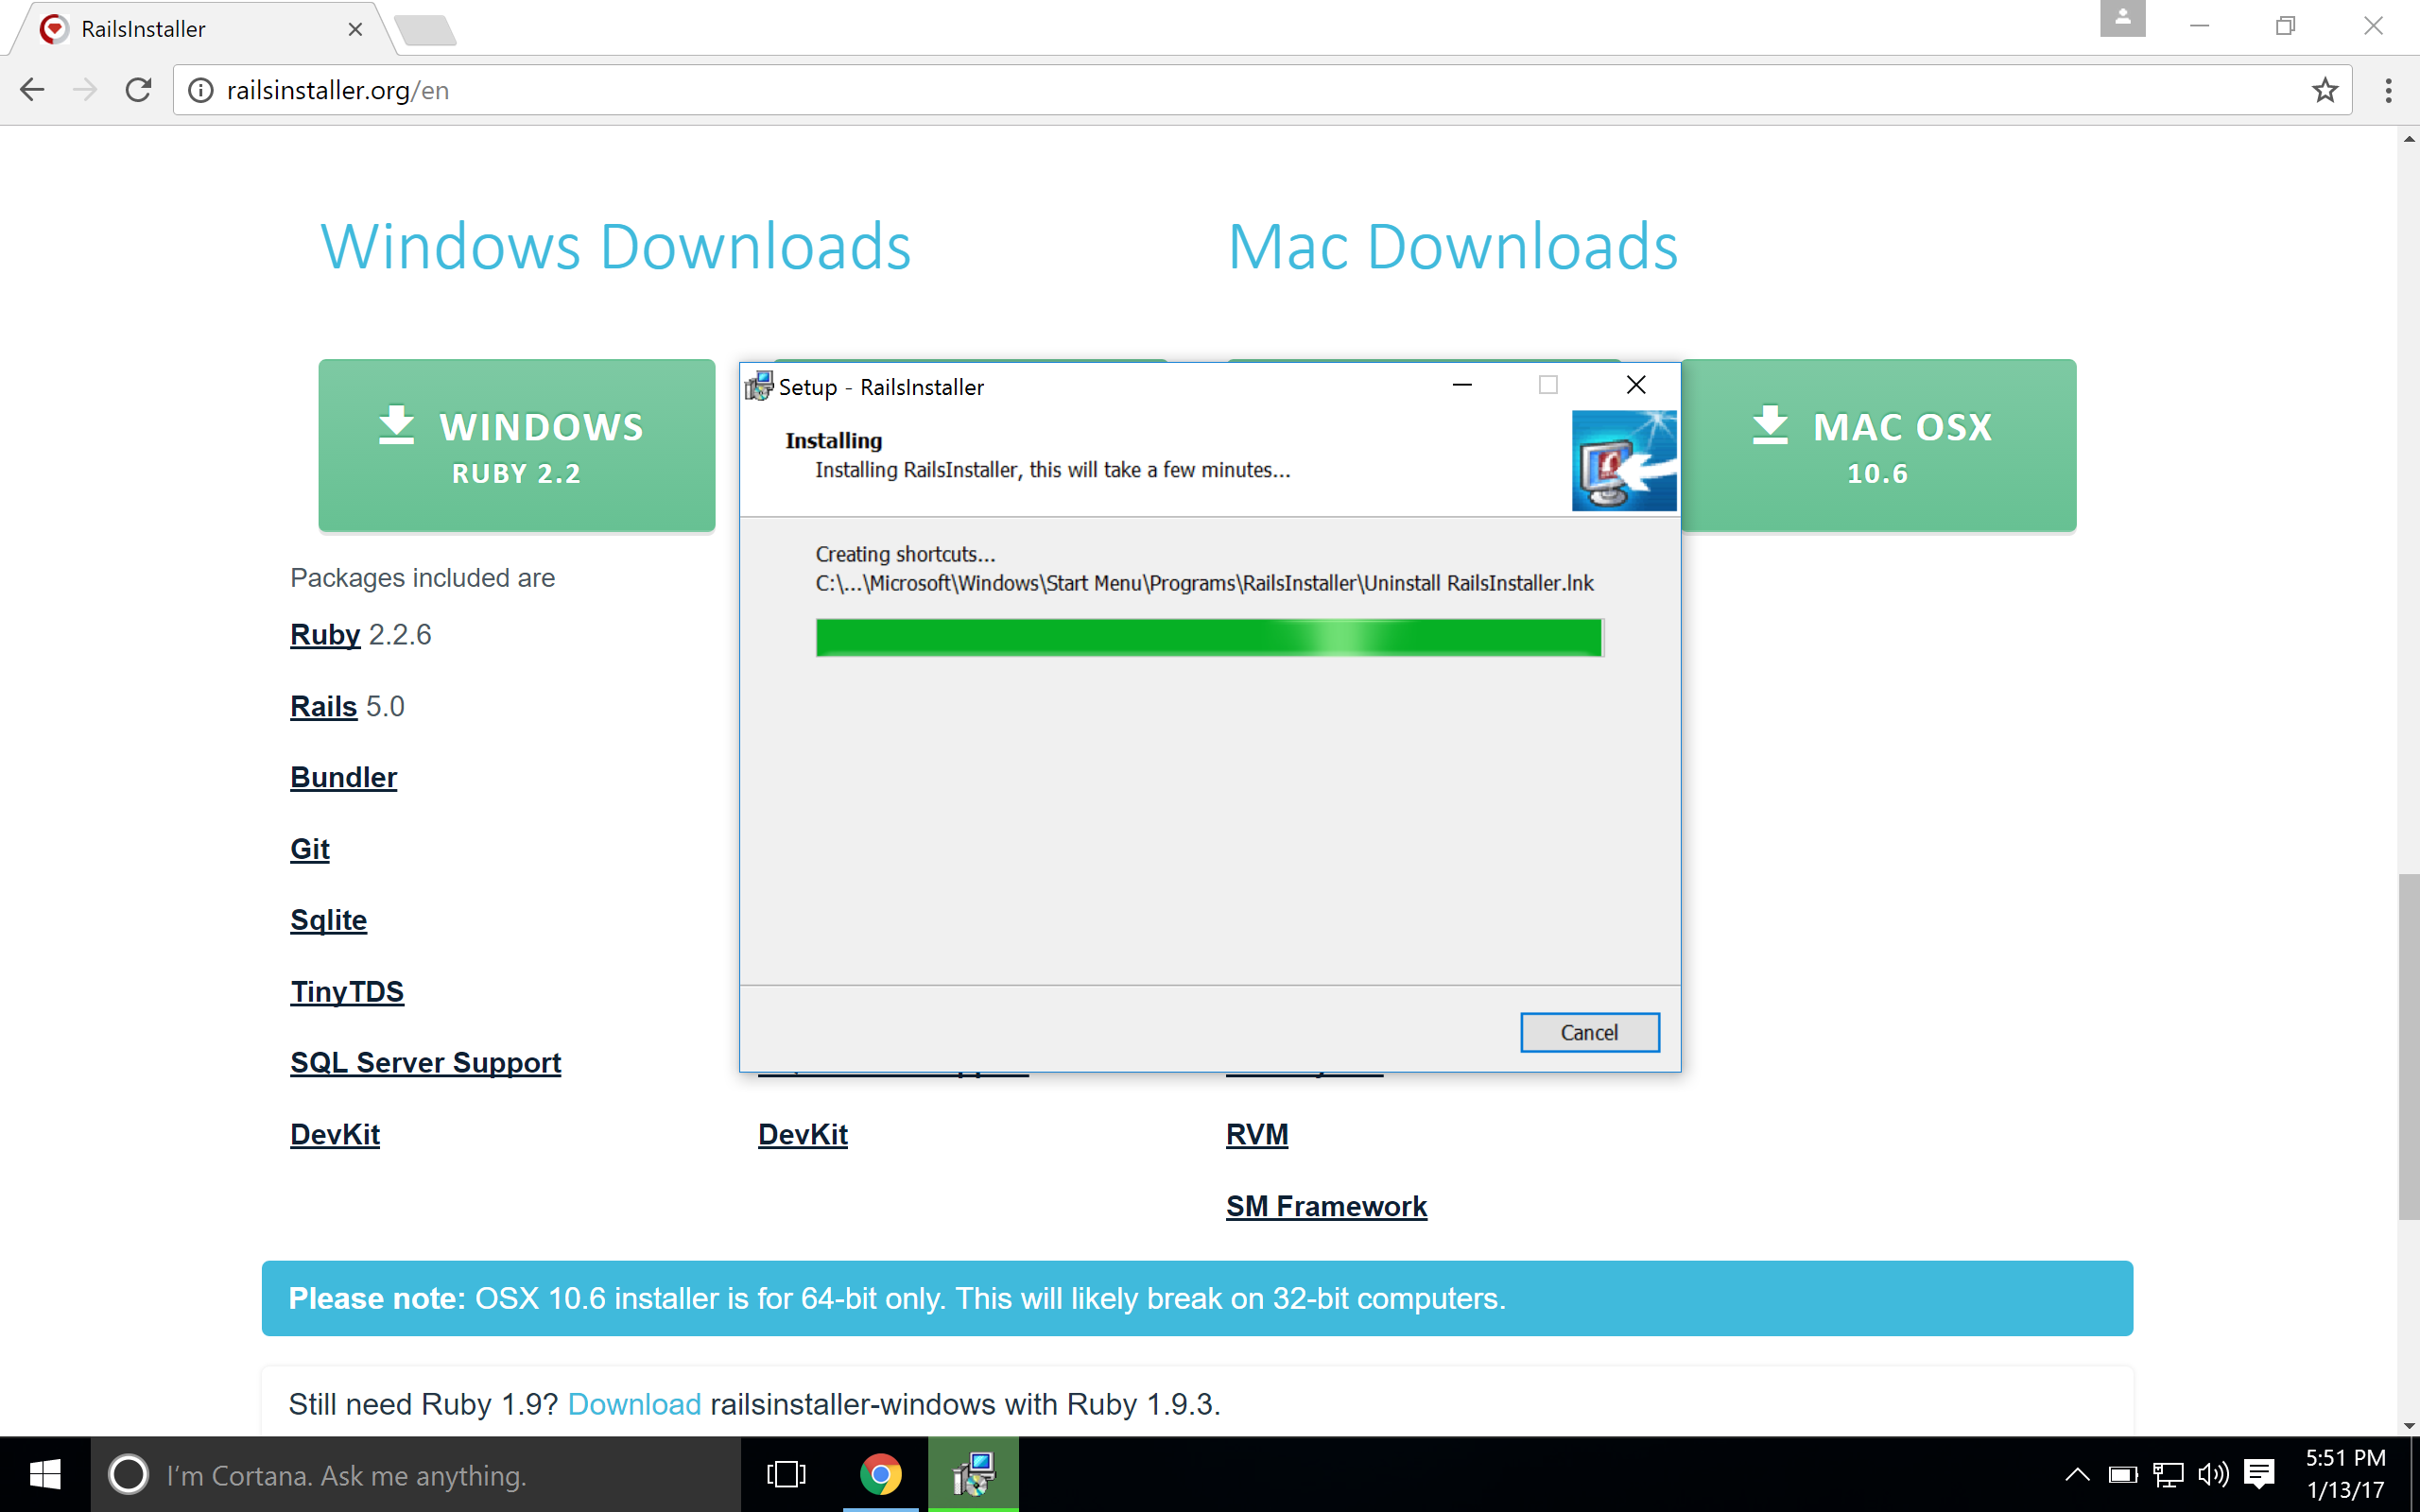 RailsInstaller
railsinstaller.org/en
Windows Downloads
Mac Downloads
WINDOWS
RUBY 2.2
MAC OSX
10.6
Setup - RailsInstaller
Installing
Installing RailsInstaller, this will take a few minutes...
Creating shortcuts...
C:\...\Microsoft\Windows\Start Menu\Programs\RailsInstaller\Uninstall RailsInstaller.lnk
Cancel
Packages included are
Ruby 2.2.6
Rails 5.0
Bundler
Git
Sqlite
TinyTDS
SQL Server Support
DevKit
DevKit
RVM
SM Framework
Please note: OSX 10.6 installer is for 64-bit only. This will likely break on 32-bit computers.
Still need Ruby 1.9? Download railsinstaller-windows with Ruby 1.9.3.
I'm Cortana. Ask me anything.
5:51 PM
1/13/17